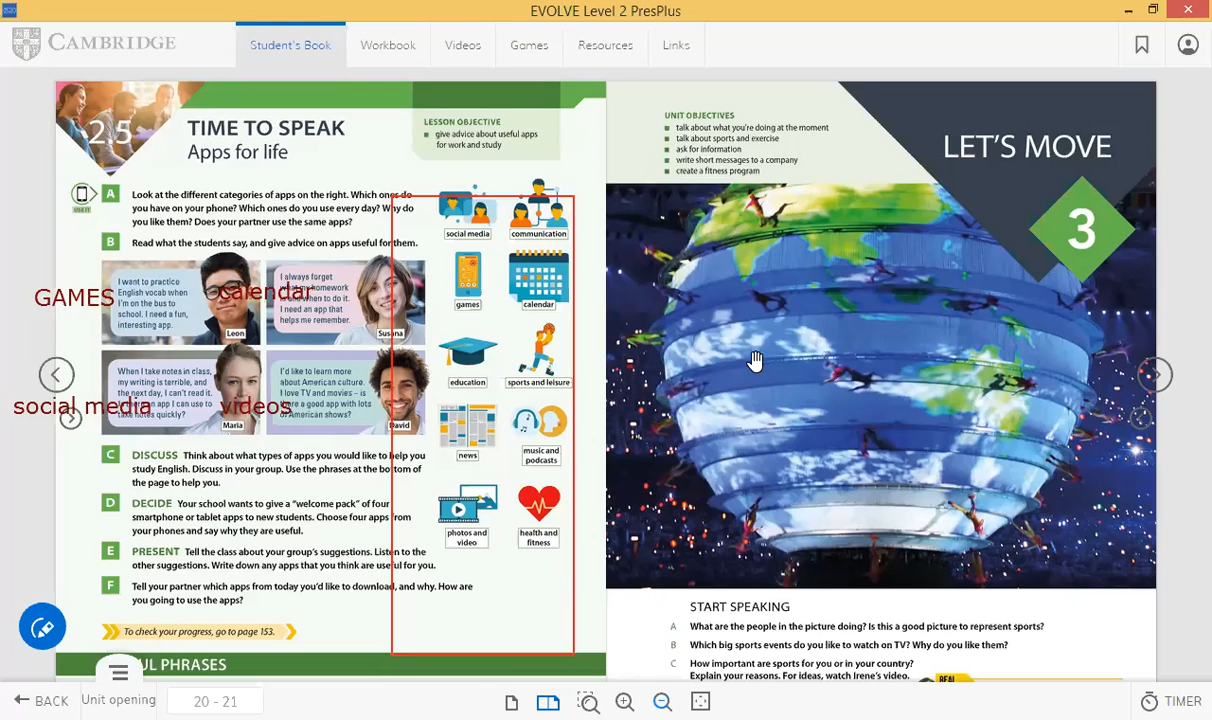 EVOLVE Level 2 PresPlus
CAMBRIDGE
Student's Book
Workbook
Videos
Games
Resources
Links
2.5
TIME TO SPEAK
Apps for life
LESSON OBJECTIVE
give advice about useful apps
for work and study
A Look at the different categories of apps on the right. Which ones do
you have on your phone? Which ones do you use every day? Why do
you like them? Does your partner use the same apps?
B Read what the students say, and give advice on apps useful for them.
I want to practice
English vocab when
I'm on the bus to
school. I need a fun,
interesting app.
Leon
GAMES
I always forget
my homework
and when to do it.
I need an app that
helps me remember.
Susana
calendar
When I take notes in class,
my writing is terrible, and
the next day, I can't read it.
an app I can use to
take notes quickly?
Maria
social media
I'd like to learn more
about American culture.
I love TV and movies – is
there a good app with lots
of American shows?
David
videos
social media
communication
games
calendar
education
sports and leisure
news
music and
podcasts
photos and
video
health and
fitness
C DISCUSS Think about what types of apps you would like to help you
study English. Discuss in your group. Use the phrases at the bottom of
the page to help you.
D DECIDE Your school wants to give a "welcome pack" of four
smartphone or tablet apps to new students. Choose four apps from
your phones and say why they are useful.
E PRESENT Tell the class about your group's suggestions. Listen to the
other suggestions. Write down any apps that you think are useful for you.
F Tell your partner which apps from today you'd like to download, and why. How are
you going to use the apps?
To check your progress, go to page 153.
PHRASES
UNIT OBJECTIVES
talk about what you're doing at the moment
talk about sports and exercise
ask for information
write short messages to a company
create a fitness program
LET'S MOVE
3
START SPEAKING
A What are the people in the picture doing? Is this a good picture to represent sports?
B Which big sports events do you like to watch on TV? Why do you like them?
C How important are sports for you or in your country?
Explain your reasons. For ideas, watch Irene's video.
REAL
BACK
Unit opening
20 - 21
TIMER